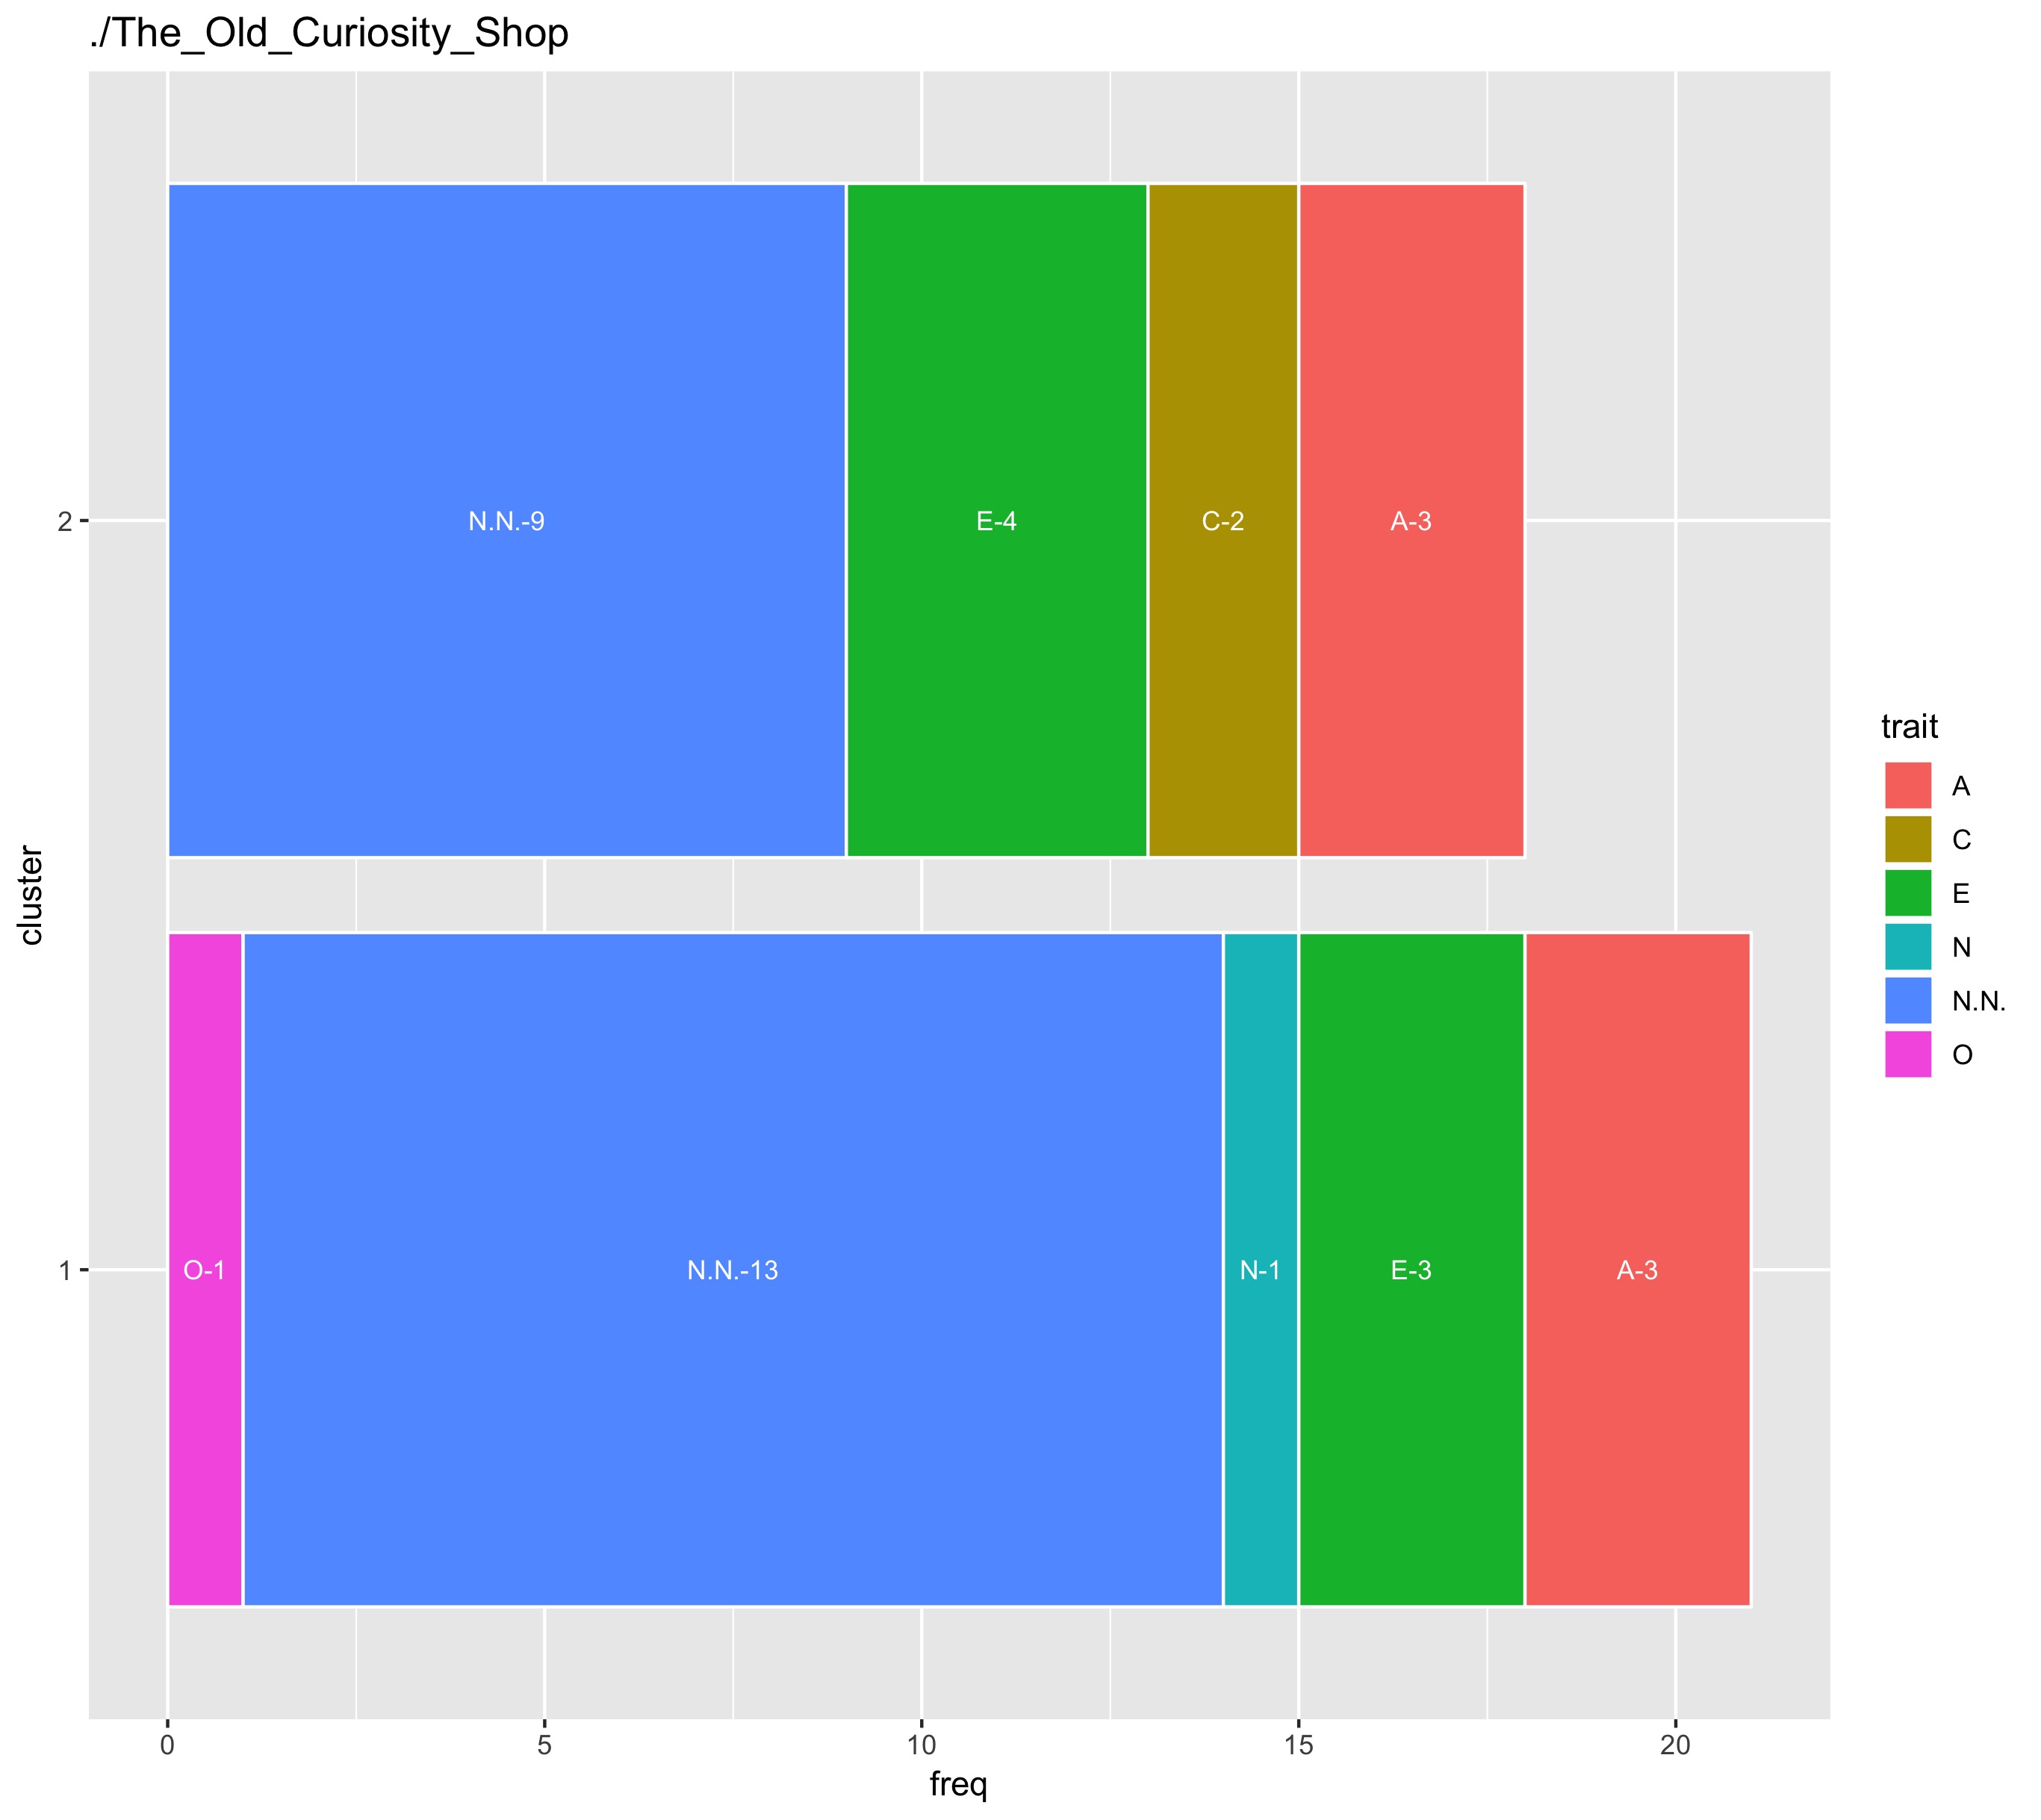 ./The_Old_Curiosity_Shop
2
N.N.-9 E-4 C-2 A-3
1
O-1 N.N.-13 N-1 E-3 A-3
cluster
0 5 10 15 20
freq
trait
A
C
E
N
N.N.
O